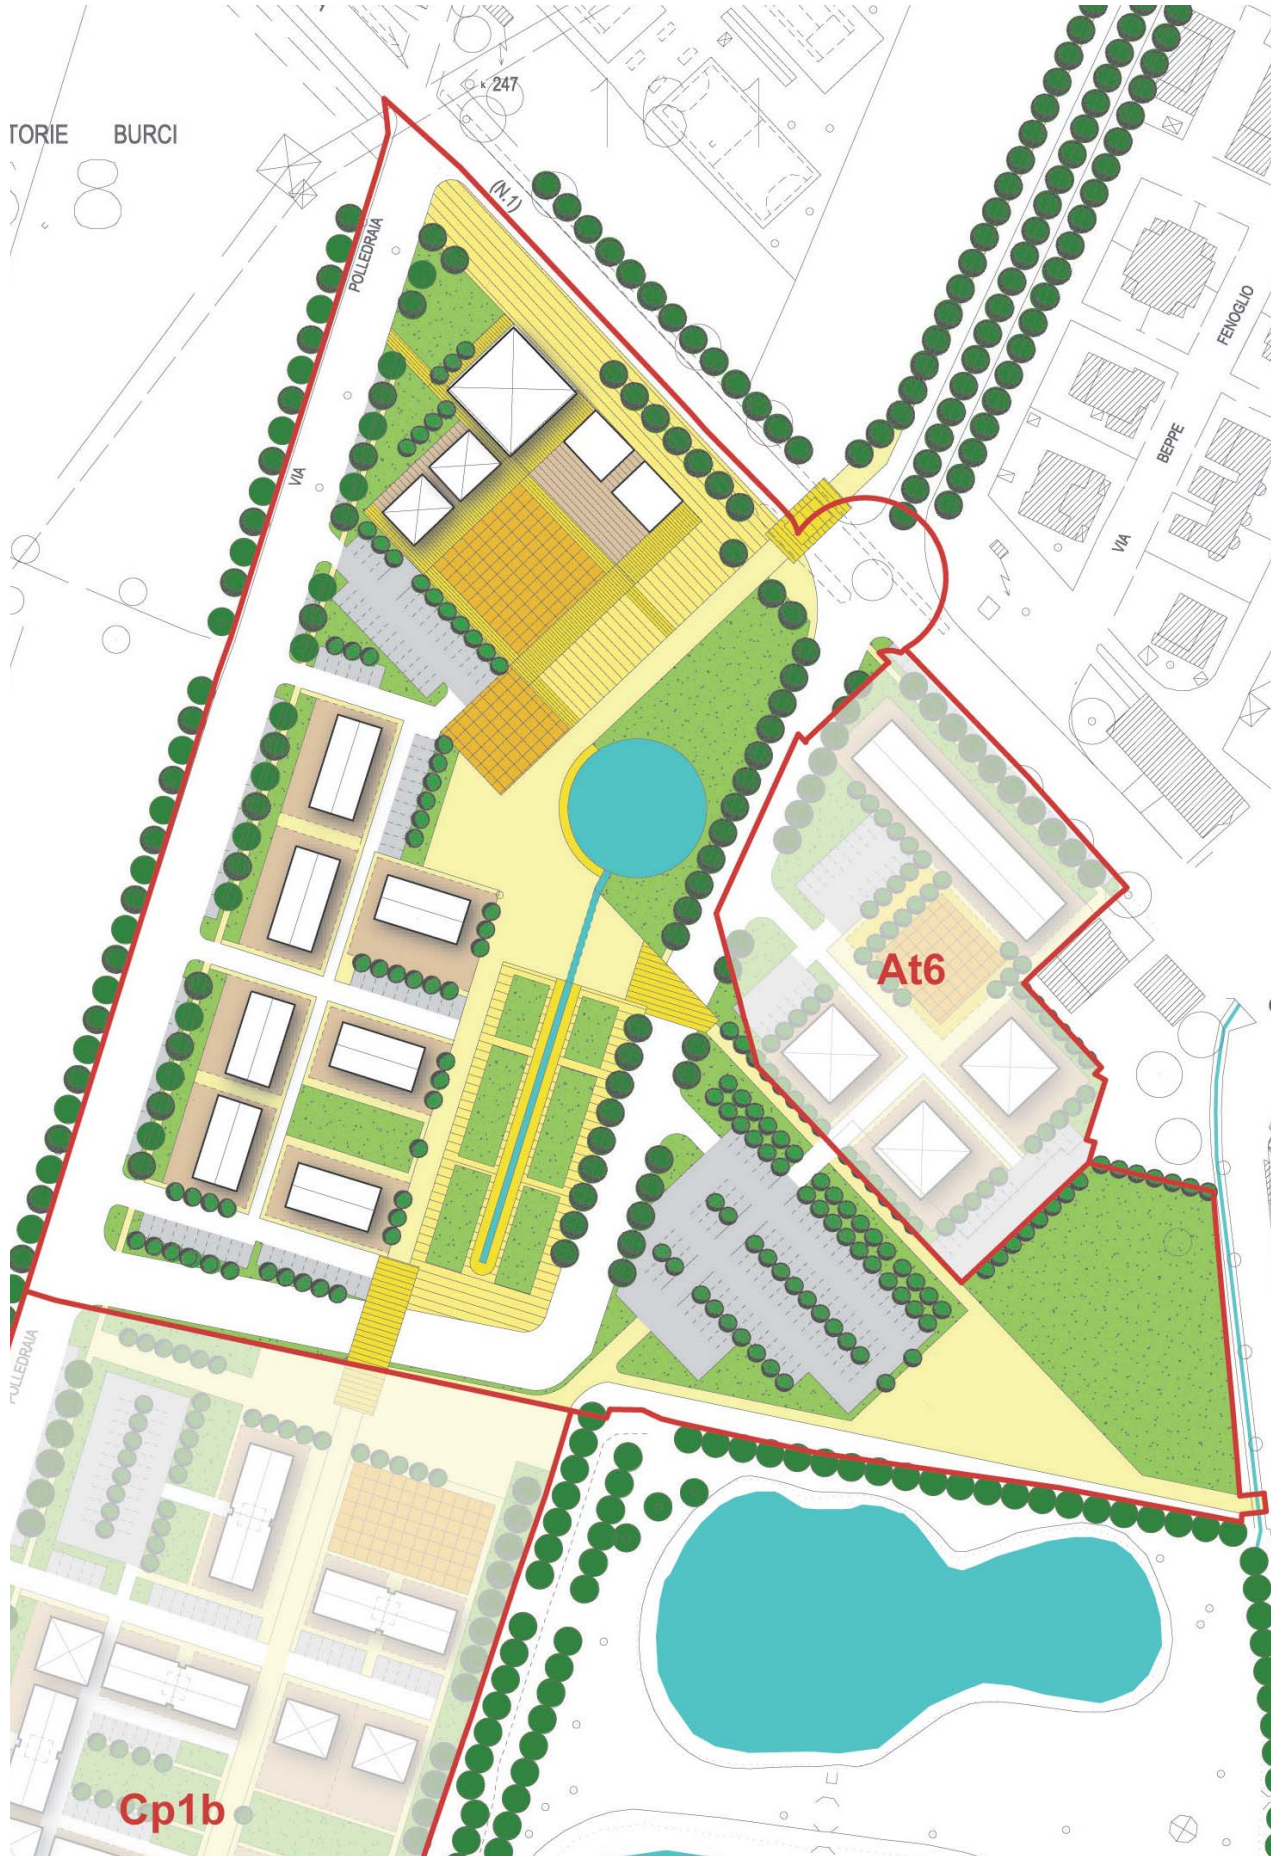 k 247
TORIE BURCI
(N.1)
POLLEDRAIA
VIA
FENOGLIO
BEPPE
VIA
At6
POLLEDRAIA
Cp1b